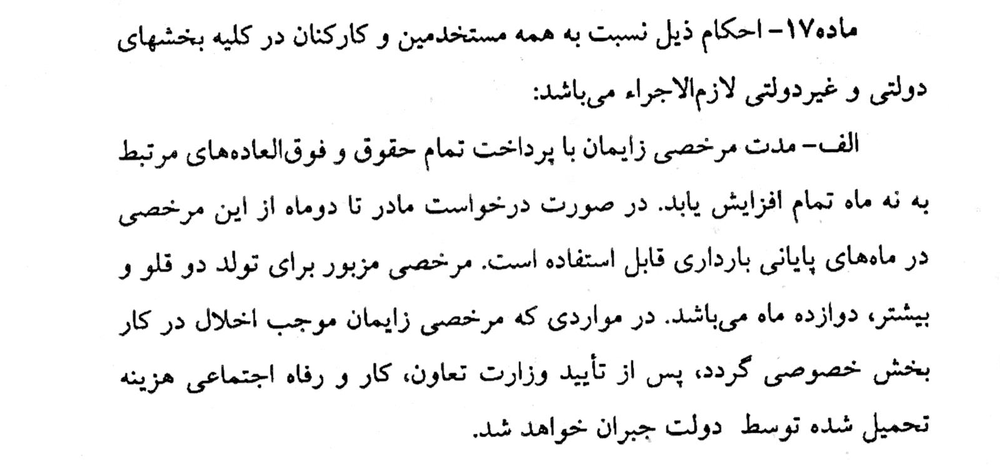 ماده۱۷- احکام ذیل نسبت به همه مستخدمین و کارکنان در کلیه بخشهای
دولتی و غیردولتی لازم‌الاجراء می‌باشد:
الف- مدت مرخصی زایمان با پرداخت تمام حقوق و فوق‌العاده‌های مرتبط
به نه ماه تمام افزایش یابد. در صورت درخواست مادر تا دوماه از این مرخصی
در ماه‌های پایانی بارداری قابل استفاده است. مرخصی مزبور برای تولد دو قلو و
بیشتر، دوازده ماه می‌باشد. در مواردی که مرخصی زایمان موجب اخلال در کار
بخش خصوصی گردد، پس از تأیید وزارت تعاون، کار و رفاه اجتماعی هزینه
تحمیل شده توسط دولت جبران خواهد شد.